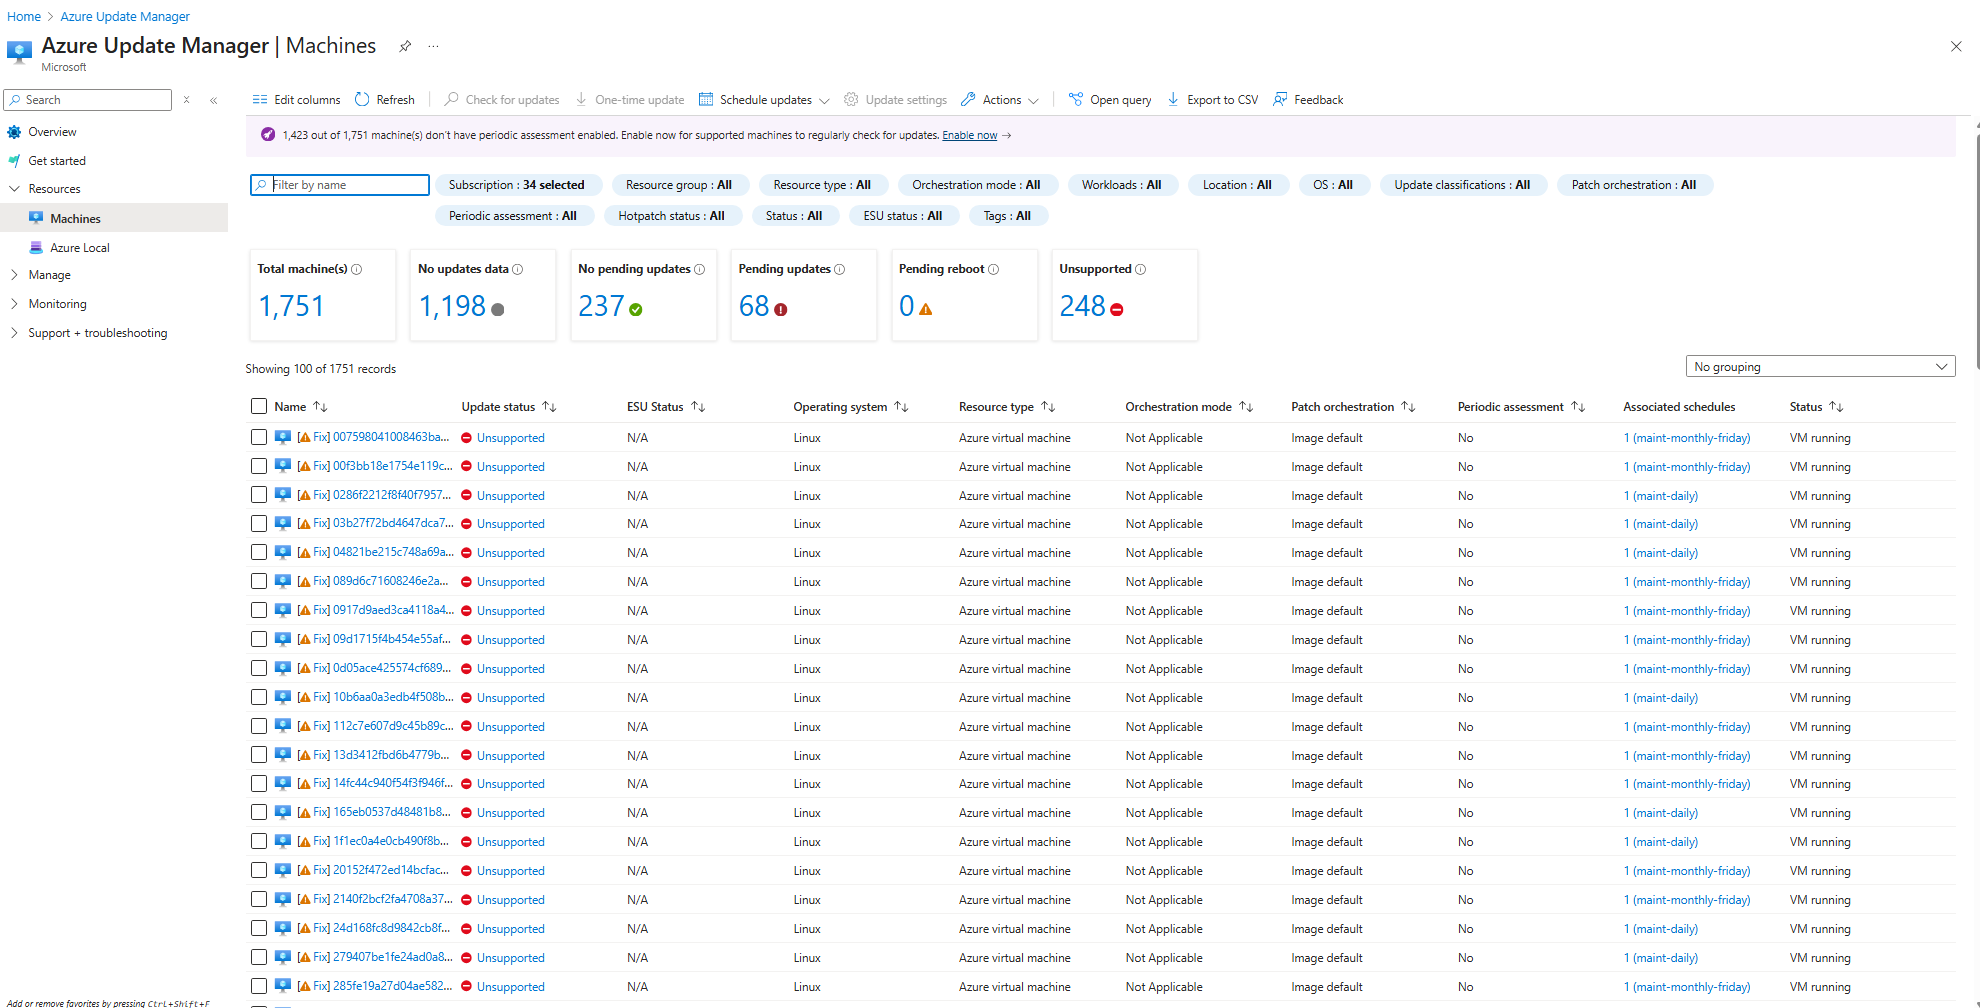 Home > Azure Update Manager
Azure Update Manager | Machines
Microsoft
Search
Overview
Get started
Resources
Machines
Azure Local
Manage
Monitoring
Support + troubleshooting
Add or remove favorites by pressing Ctrl+Shift+F
Edit columns Refresh Check for updates One-time update Schedule updates Update settings Actions Open query Export to CSV Feedback
1,423 out of 1,751 machine(s) don't have periodic assessment enabled. Enable now for supported machines to regularly check for updates. Enable now →
Filter by name Subscription : 34 selected Resource group : All Resource type : All Orchestration mode : All Workloads : All Location : All OS : All Update classifications : All Patch orchestration : All
Periodic assessment : All Hotpatch status : All Status : All ESU status : All Tags : All
Total machine(s) No updates data No pending updates Pending updates Pending reboot Unsupported
1,751 1,198 237 68 0 248
Showing 100 of 1751 records No grouping
Name Update status ESU Status Operating system Resource type Orchestration mode Patch orchestration Periodic assessment Associated schedules Status
[Fix] 007598041008463ba... Unsupported N/A Linux Azure virtual machine Not Applicable Image default No 1 (maint-monthly-friday) VM running
[Fix] 00f3bb18e1754e119c... Unsupported N/A Linux Azure virtual machine Not Applicable Image default No 1 (maint-monthly-friday) VM running
[Fix] 0286f2212f8f40f7957... Unsupported N/A Linux Azure virtual machine Not Applicable Image default No 1 (maint-daily) VM running
[Fix] 03b27f72bd4647dca7... Unsupported N/A Linux Azure virtual machine Not Applicable Image default No 1 (maint-daily) VM running
[Fix] 04821be215c748a69a... Unsupported N/A Linux Azure virtual machine Not Applicable Image default No 1 (maint-daily) VM running
[Fix] 089d6c71608246e2a... Unsupported N/A Linux Azure virtual machine Not Applicable Image default No 1 (maint-monthly-friday) VM running
[Fix] 0917d9aed3ca4118a4... Unsupported N/A Linux Azure virtual machine Not Applicable Image default No 1 (maint-monthly-friday) VM running
[Fix] 09d1715f4b454e55af... Unsupported N/A Linux Azure virtual machine Not Applicable Image default No 1 (maint-monthly-friday) VM running
[Fix] 0d05ace425574cf689... Unsupported N/A Linux Azure virtual machine Not Applicable Image default No 1 (maint-monthly-friday) VM running
[Fix] 10b6aa0a3edb4f508b... Unsupported N/A Linux Azure virtual machine Not Applicable Image default No 1 (maint-daily) VM running
[Fix] 112c7e607d9c45b89c... Unsupported N/A Linux Azure virtual machine Not Applicable Image default No 1 (maint-monthly-friday) VM running
[Fix] 13d3412fbd6b4779b... Unsupported N/A Linux Azure virtual machine Not Applicable Image default No 1 (maint-monthly-friday) VM running
[Fix] 14fc44c940f54f3f946f... Unsupported N/A Linux Azure virtual machine Not Applicable Image default No 1 (maint-monthly-friday) VM running
[Fix] 165eb0537d48481b8... Unsupported N/A Linux Azure virtual machine Not Applicable Image default No 1 (maint-daily) VM running
[Fix] 1f1ec0a4e0cb490f8b... Unsupported N/A Linux Azure virtual machine Not Applicable Image default No 1 (maint-daily) VM running
[Fix] 20152f472ed14bcfac... Unsupported N/A Linux Azure virtual machine Not Applicable Image default No 1 (maint-monthly-friday) VM running
[Fix] 2140f2bcf2fa4708a37... Unsupported N/A Linux Azure virtual machine Not Applicable Image default No 1 (maint-monthly-friday) VM running
[Fix] 24d168fc8d9842cb8f... Unsupported N/A Linux Azure virtual machine Not Applicable Image default No 1 (maint-daily) VM running
[Fix] 279407be1fe24ad0a8... Unsupported N/A Linux Azure virtual machine Not Applicable Image default No 1 (maint-daily) VM running
[Fix] 285fe19a27d04ae582... Unsupported N/A Linux Azure virtual machine Not Applicable Image default No 1 (maint-monthly-friday) VM running